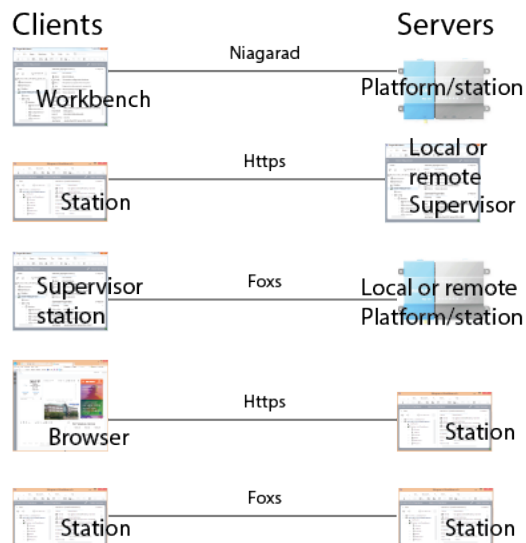 Clients
Servers
Niagarad
Workbench
Platform/station
Https
Station
Local or
remote
Supervisor
Foxs
Supervisor
station
Local or remote
Platform/station
Https
Browser
Station
Foxs
Station
Station